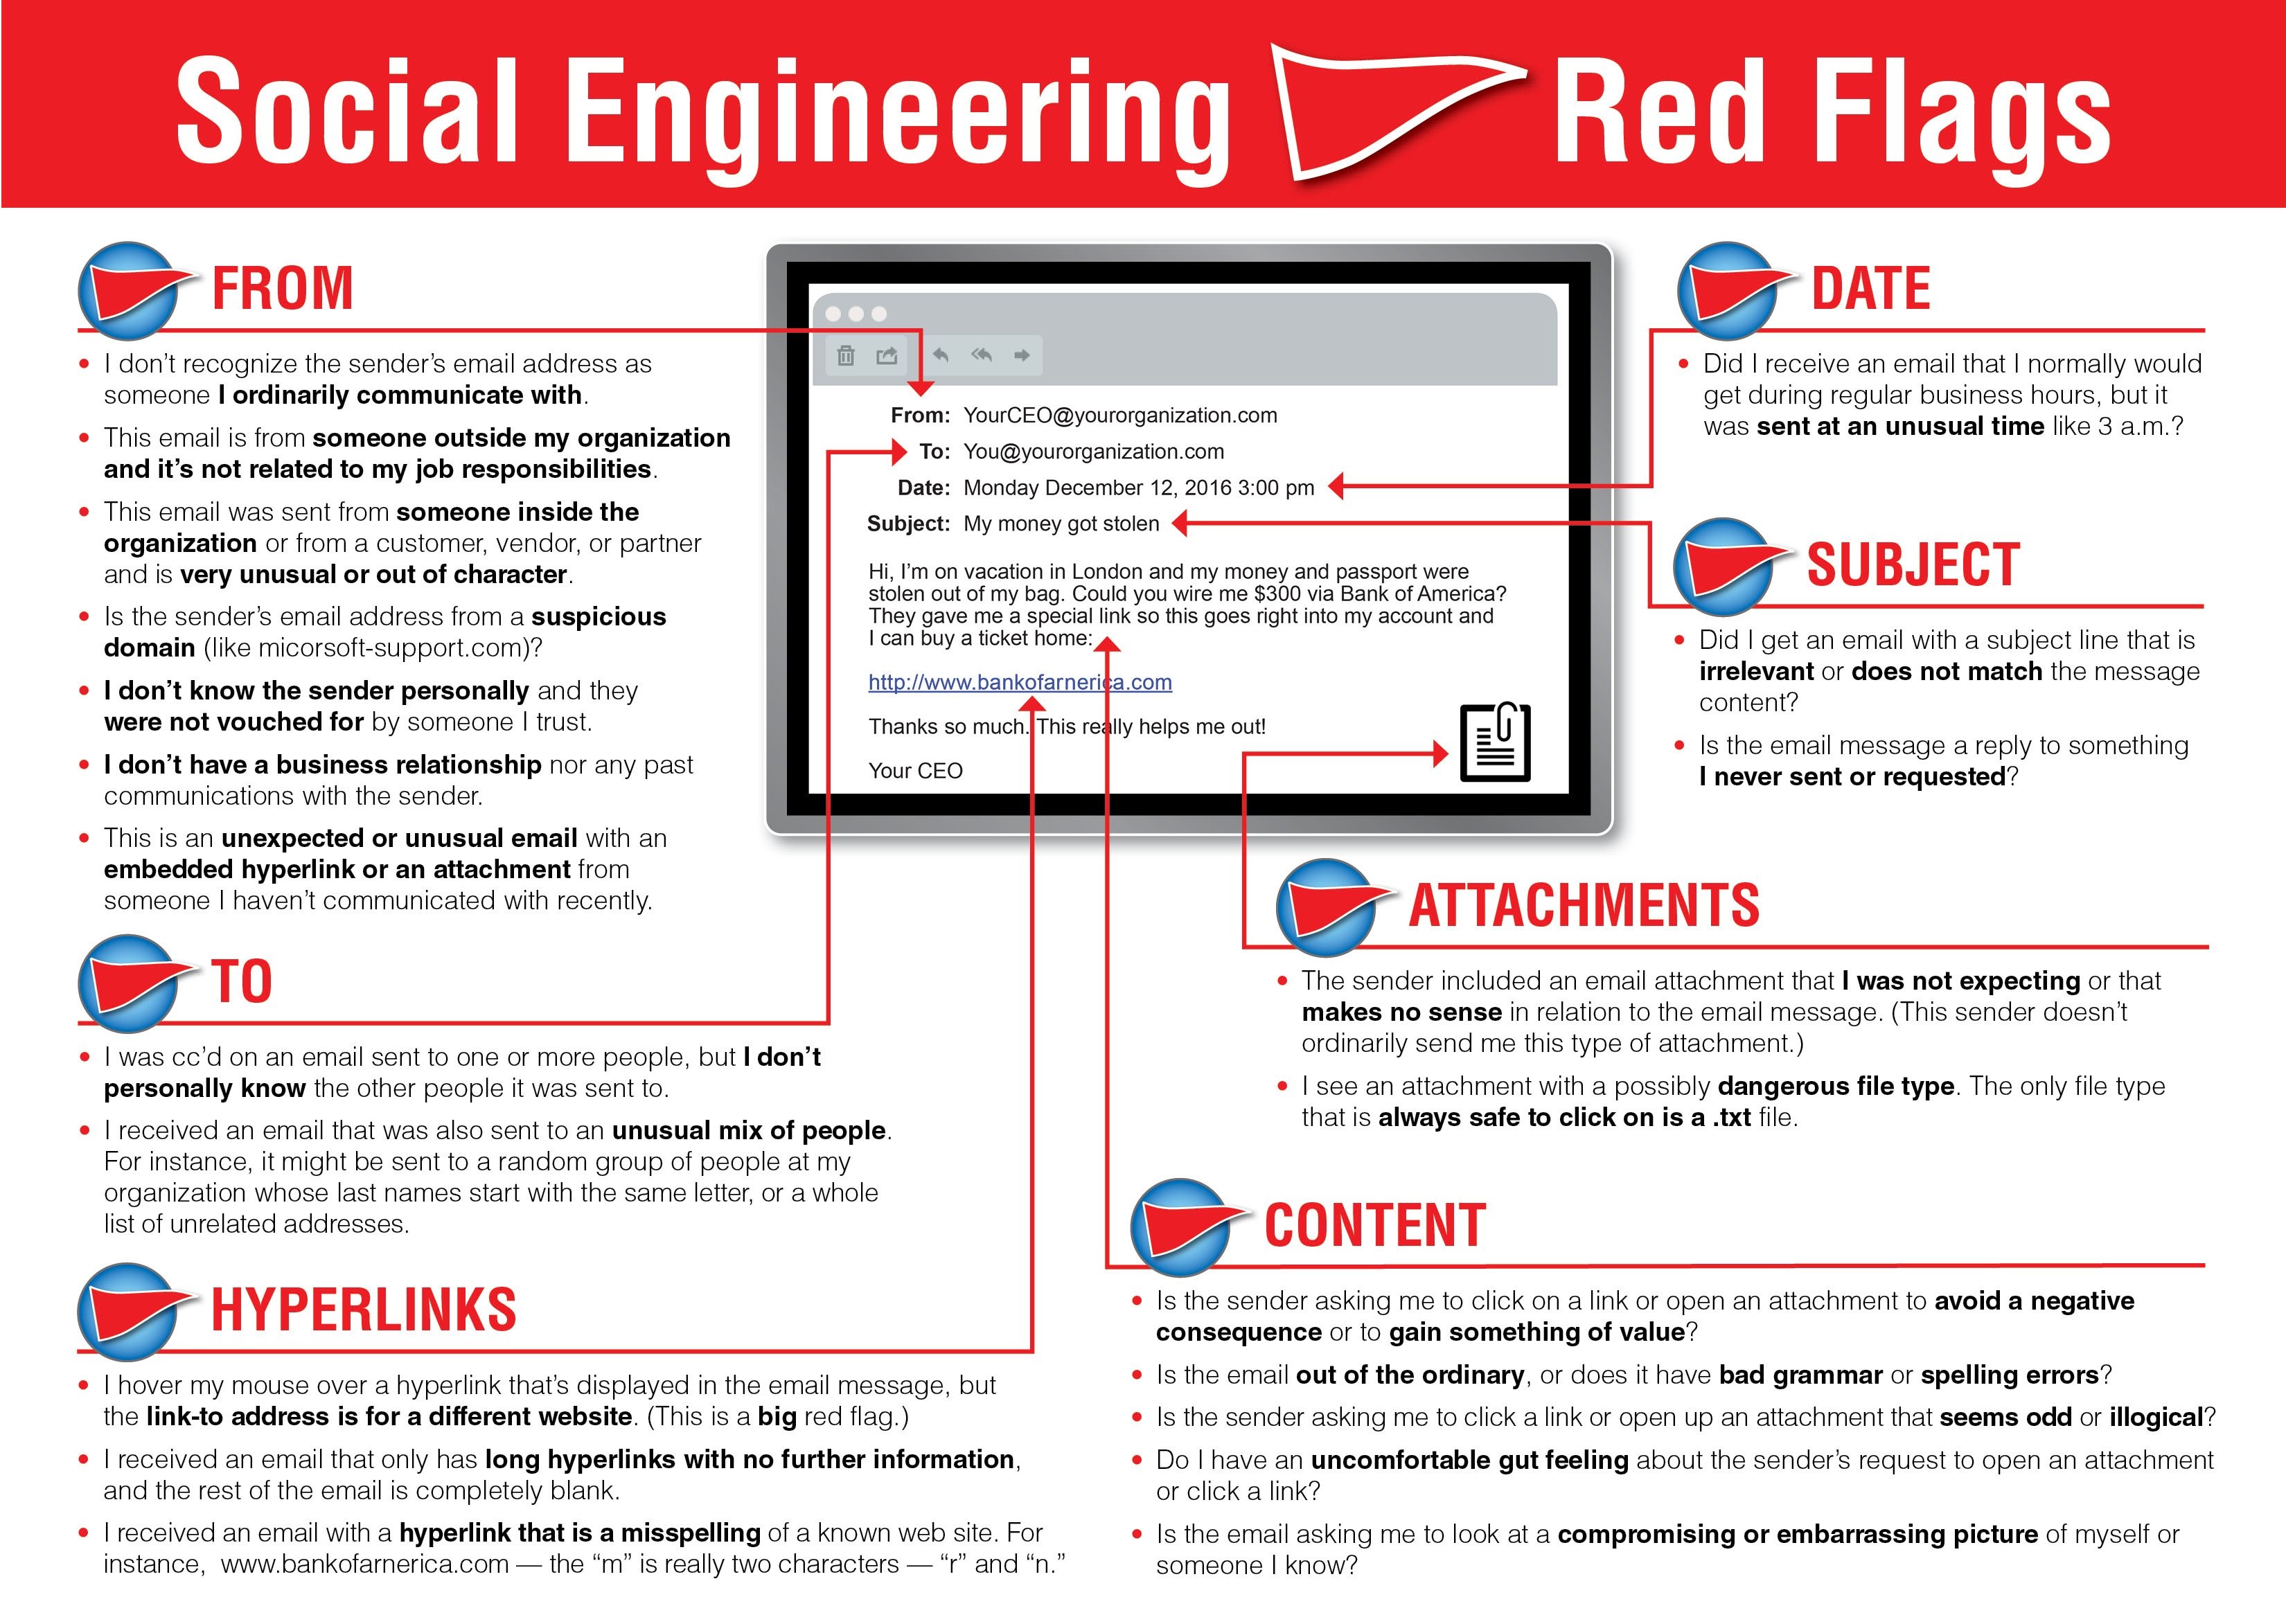 Social Engineering Red Flags
FROM
• I don’t recognize the sender’s email address as
someone I ordinarily communicate with.
• This email is from someone outside my organization
and it’s not related to my job responsibilities.
• This email was sent from someone inside the
organization or from a customer, vendor, or partner
and is very unusual or out of character.
• Is the sender’s email address from a suspicious
domain (like micorsoft-support.com)?
• I don’t know the sender personally and they
were not vouched for by someone I trust.
• I don’t have a business relationship nor any past
communications with the sender.
• This is an unexpected or unusual email with an
embedded hyperlink or an attachment from
someone I haven’t communicated with recently.
TO
• I was cc’d on an email sent to one or more people, but I don’t
personally know the other people it was sent to.
• I received an email that was also sent to an unusual mix of people.
For instance, it might be sent to a random group of people at my
organization whose last names start with the same letter, or a whole
list of unrelated addresses.
HYPERLINKS
• I hover my mouse over a hyperlink that’s displayed in the email message, but
the link-to address is for a different website. (This is a big red flag.)
• I received an email that only has long hyperlinks with no further information,
and the rest of the email is completely blank.
• I received an email with a hyperlink that is a misspelling of a known web site. For
instance, www.bankofarnerica.com — the “m” is really two characters — “r” and “n.”
From: YourCEO@yourorganization.com
To: You@yourorganization.com
Date: Monday December 12, 2016 3:00 pm
Subject: My money got stolen
Hi, I’m on vacation in London and my money and passport were
stolen out of my bag. Could you wire me $300 via Bank of America?
They gave me a special link so this goes right into my account and
I can buy a ticket home:
http://www.bankofarnerica.com
Thanks so much. This really helps me out!
Your CEO
DATE
• Did I receive an email that I normally would
get during regular business hours, but it
was sent at an unusual time like 3 a.m.?
SUBJECT
• Did I get an email with a subject line that is
irrelevant or does not match the message
content?
• Is the email message a reply to something
I never sent or requested?
ATTACHMENTS
• The sender included an email attachment that I was not expecting or that
makes no sense in relation to the email message. (This sender doesn’t
ordinarily send me this type of attachment.)
• I see an attachment with a possibly dangerous file type. The only file type
that is always safe to click on is a .txt file.
CONTENT
• Is the sender asking me to click on a link or open an attachment to avoid a negative
consequence or to gain something of value?
• Is the email out of the ordinary, or does it have bad grammar or spelling errors?
• Is the sender asking me to click a link or open up an attachment that seems odd or illogical?
• Do I have an uncomfortable gut feeling about the sender’s request to open an attachment
or click a link?
• Is the email asking me to look at a compromising or embarrassing picture of myself or
someone I know?